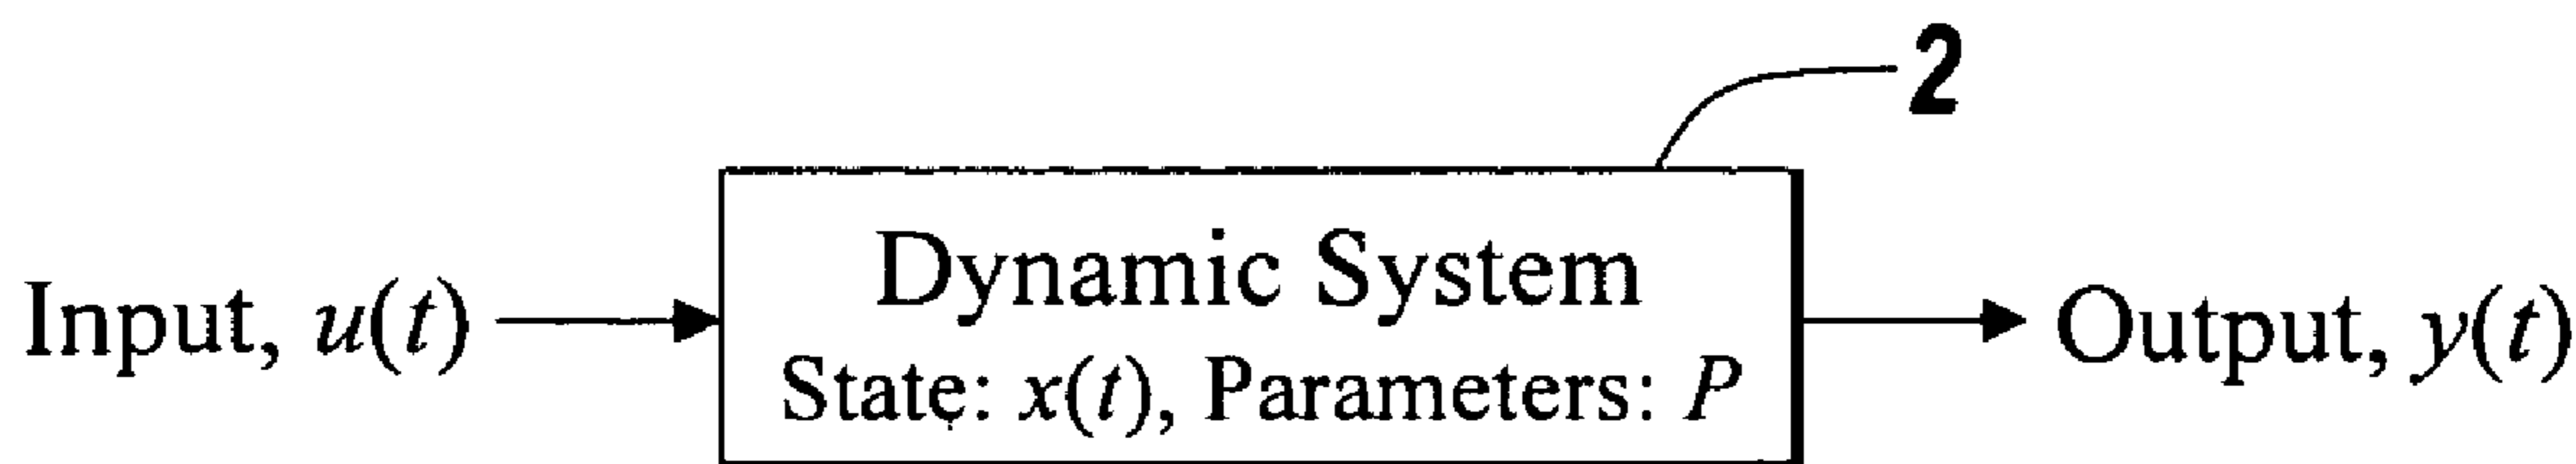 2
Dynamic System
Input, u(t)
Output, y(t)
State: x(t), Parameters: P